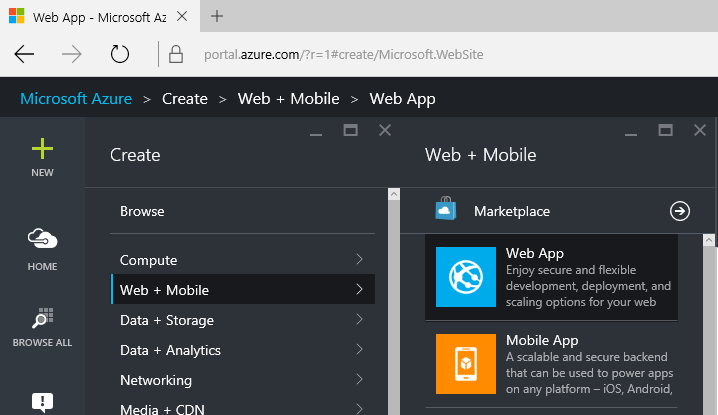 Web App - Microsoft Az
portal.azure.com/?r=1#create/Microsoft.WebSite
Microsoft Azure > Create > Web + Mobile > Web App
NEW
HOME
BROWSE ALL
Create
Browse
Compute
Web + Mobile
Data + Storage
Data + Analytics
Networking
Media + CDN
Web + Mobile
Marketplace
Web App
Enjoy secure and flexible
development, deployment, and
scaling options for your web
Mobile App
A scalable and secure backend
that can be used to power apps
on any platform – iOS, Android,